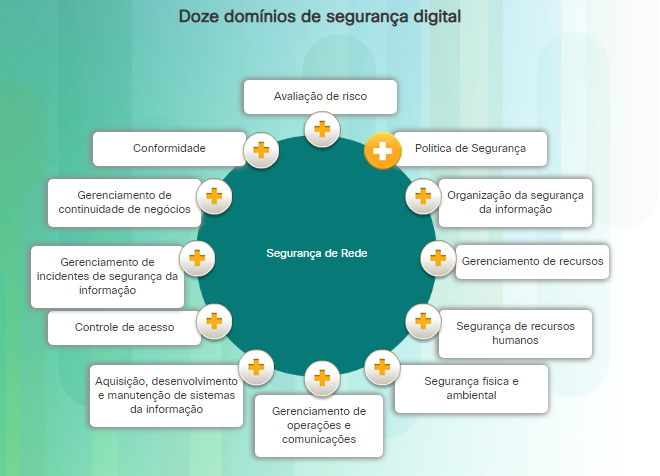 Doze domínios de segurança digital
Avaliação de risco
Conformidade
Política de Segurança
Gerenciamento de
continuidade de negócios
Organização da segurança
da informação
Gerenciamento de
incidentes de segurança da
informação
Segurança de Rede
Gerenciamento de recursos
Controle de acesso
Segurança de recursos
humanos
Aquisição, desenvolvimento
e manutenção de sistemas
da informação
Segurança física e
ambiental
Gerenciamento de
operações e
comunicações